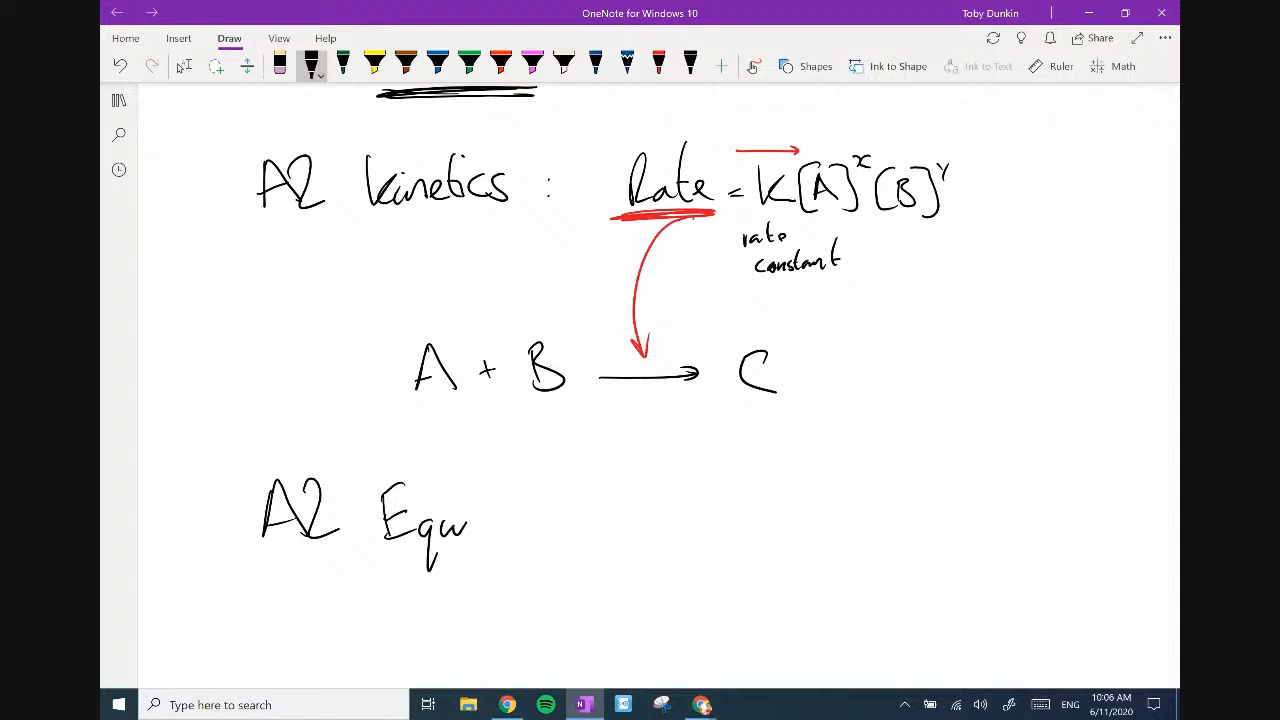 OneNote for Windows 10
Toby Dunkin
Home Insert Draw View Help
Share
Shapes Ink to Shape Ink to Text Ruler Math
A2 kinetics : Rate = K[A]ˣ[B]ʸ
rate
constant
A + B → C
A2 Equ
Type here to search
ENG
10:06 AM
6/11/2020